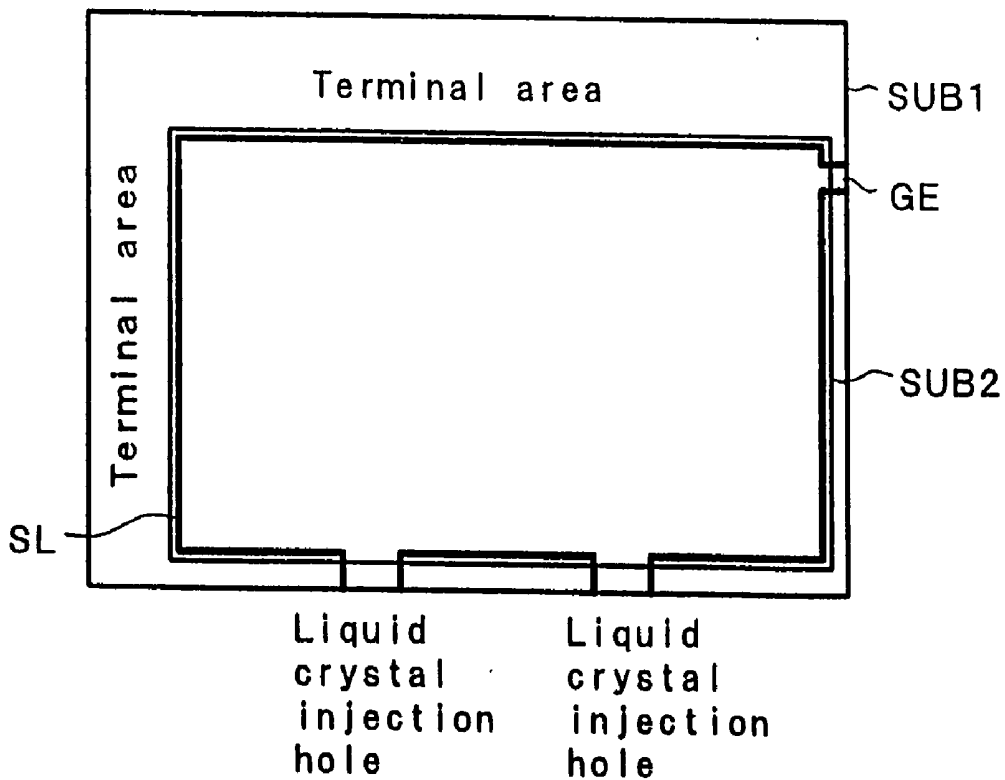 Terminal area
SUB1
GE
Terminal area
SUB2
SL
Liquid
crystal
injection
hole
Liquid
crystal
injection
hole